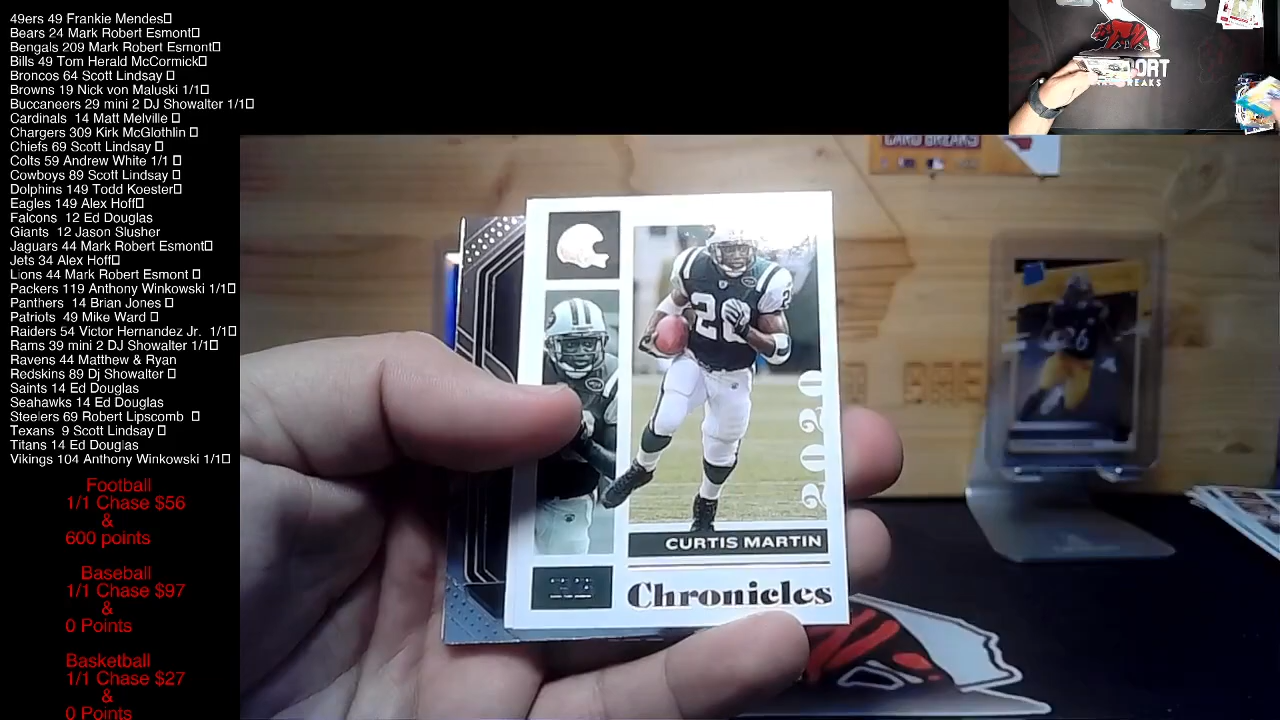 49ers 49 Frankie Mendes
Bears 24 Mark Robert Esmont
Bengals 209 Mark Robert Esmont
Bills 49 Tom Herald McCormick
Broncos 64 Scott Lindsay
Browns 19 Nick von Maluski 1/1
Buccaneers 29 mini 2 DJ Showalter 1/1
Cardinals 14 Matt Melville
Chargers 309 Kirk McGlothlin
Chiefs 69 Scott Lindsay
Colts 59 Andrew White 1/1
Cowboys 89 Scott Lindsay
Dolphins 149 Todd Koester
Eagles 149 Alex Hoff
Falcons 12 Ed Douglas
Giants 12 Jason Slusher
Jaguars 44 Mark Robert Esmont
Jets 34 Alex Hoff
Lions 44 Mark Robert Esmont
Packers 119 Anthony Winkowski 1/1
Panthers 14 Brian Jones
Patriots 49 Mike Ward
Raiders 54 Victor Hernandez Jr. 1/1
Rams 39 mini 2 DJ Showalter 1/1
Ravens 44 Matthew & Ryan
Redskins 89 Dj Showalter
Saints 14 Ed Douglas
Seahawks 14 Ed Douglas
Steelers 69 Robert Lipscomb
Texans 9 Scott Lindsay
Titans 14 Ed Douglas
Vikings 104 Anthony Winkowski 1/1
Football
1/1 Chase $56
&
600 points
Baseball
1/1 Chase $97
&
0 Points
Basketball
1/1 Chase $27
&
0 Points
CARD BREAKS
28
2020
CURTIS MARTIN
Chronicles